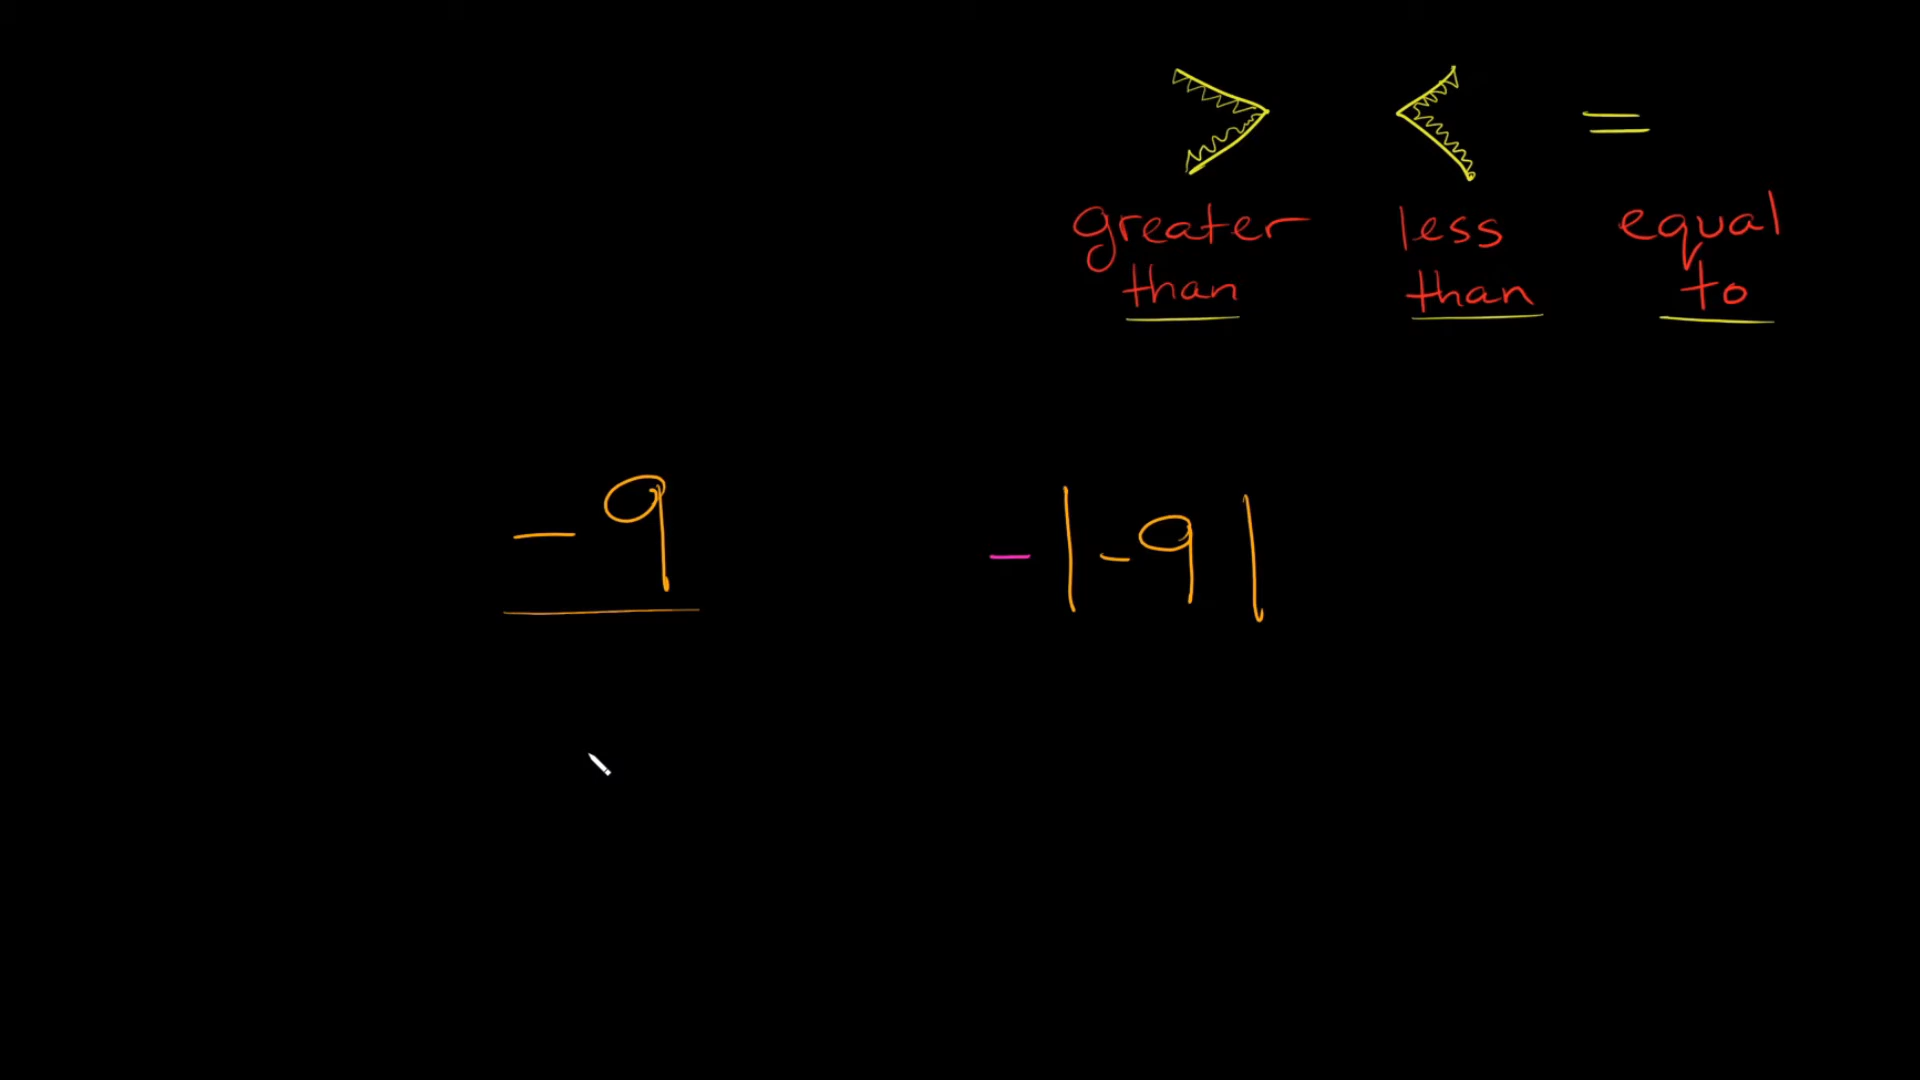 > < =
greater less equal
than than to
-9 -|-9|